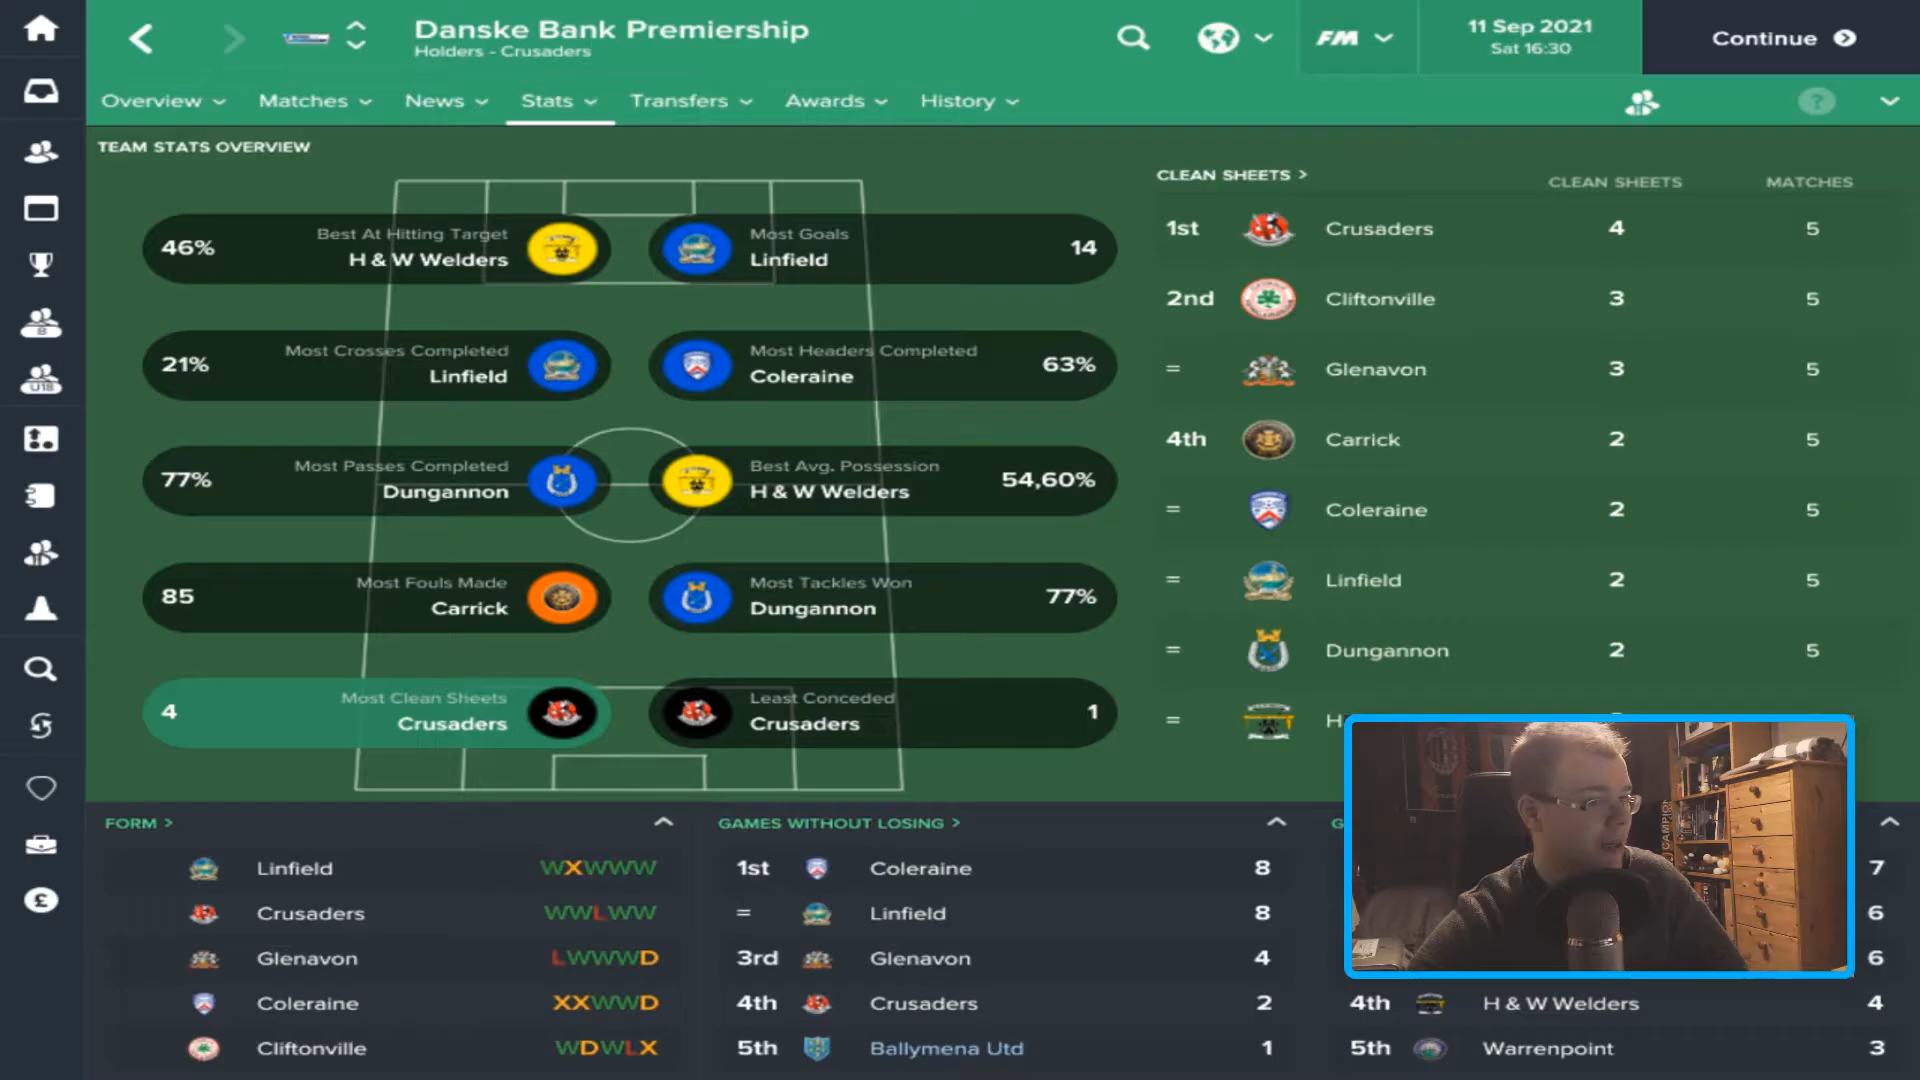 Danske Bank Premiership
Holders - Crusaders
FM
11 Sep 2021
Sat 16:30
Continue
Overview
Matches
News
Stats
Transfers
Awards
History
?
TEAM STATS OVERVIEW
46%
Best At Hitting Target
H & W Welders
Most Goals
Linfield
14
21%
Most Crosses Completed
Linfield
Most Headers Completed
Coleraine
63%
77%
Most Passes Completed
Dungannon
Best Avg. Possession
H & W Welders
54,60%
85
Most Fouls Made
Carrick
Most Tackles Won
Dungannon
77%
4
Most Clean Sheets
Crusaders
Least Conceded
Crusaders
1
CLEAN SHEETS >
CLEAN SHEETS
MATCHES
1st Crusaders 4 5
2nd Cliftonville 3 5
= Glenavon 3 5
4th Carrick 2 5
= Coleraine 2 5
= Linfield 2 5
= Dungannon 2 5
= H
B
U18
£
FORM >
Linfield WXWWW
Crusaders WWLWW
Glenavon LWWWD
Coleraine XXWWD
Cliftonville WDWLX
GAMES WITHOUT LOSING >
1st Coleraine 8
= Linfield 8
3rd Glenavon 4
4th Crusaders 2
5th Ballymena Utd 1
G
7
6
6
4th H & W Welders 4
5th Warrenpoint 3